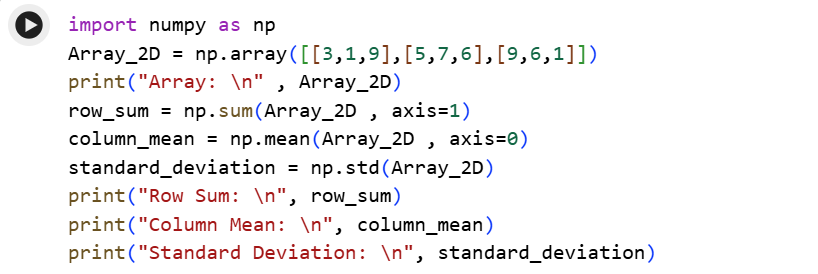 import numpy as np
Array_2D = np.array([[3,1,9],[5,7,6],[9,6,1]])
print("Array: \n" , Array_2D)
row_sum = np.sum(Array_2D , axis=1)
column_mean = np.mean(Array_2D , axis=0)
standard_deviation = np.std(Array_2D)
print("Row Sum: \n", row_sum)
print("Column Mean: \n", column_mean)
print("Standard Deviation: \n", standard_deviation)